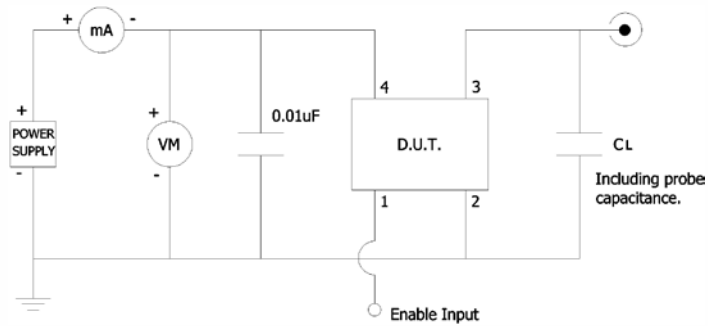 + mA -
4 3
0.01uF
+
POWER
SUPPLY
-
+
VM
-
D.U.T.
CL
Including probe
capacitance.
1 2
Enable Input